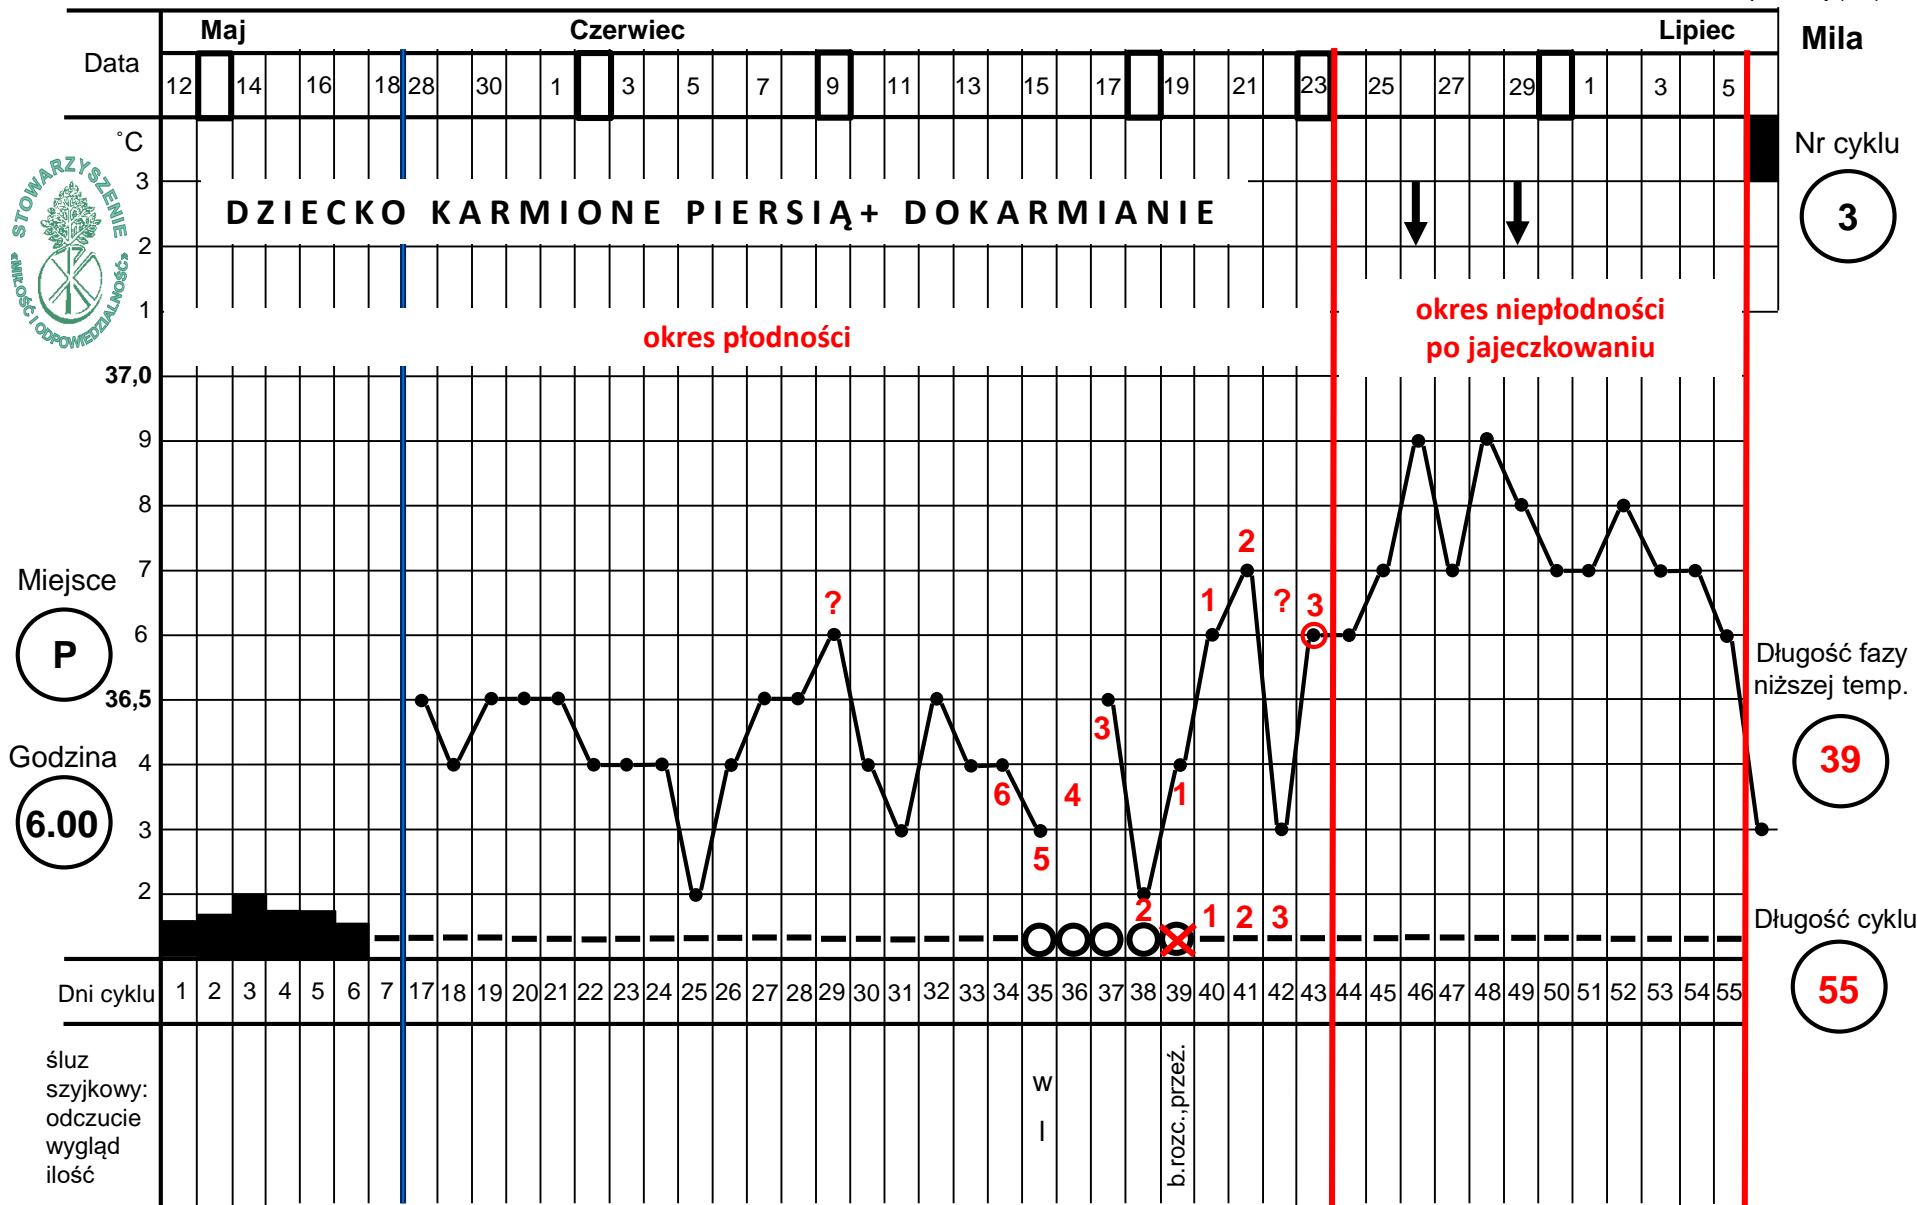 Maj Czerwiec Lipiec
Mila
Data
12 14 16 18 28 30 1 3 5 7 9 11 13 15 17 19 21 23 25 27 29 1 3 5
°C
Nr cyklu
3
STOWARZYSZENIE
«MIŁOŚĆ I ODPOWIEDZIALNOŚĆ»
3
DZIECKO KARMIONE PIERSIĄ+ DOKARMIANIE
2
1
okres płodności
okres niepłodności
po jajeczkowaniu
37,0
9
8
2
7
Miejsce
P
? 1 ? 3
6
36,5
3
Długość fazy
niższej temp.
39
Godzina
6.00
4
6 4 1
3
5
2
2 1 2 3
Długość cyklu
55
Dni cyklu 1 2 3 4 5 6 7 17 18 19 20 21 22 23 24 25 26 27 28 29 30 31 32 33 34 35 36 37 38 39 40 41 42 43 44 45 46 47 48 49 50 51 52 53 54 55
śluz
szyjkowy:
odczucie
wygląd
ilość
w
l
b.rozc.,przeź.